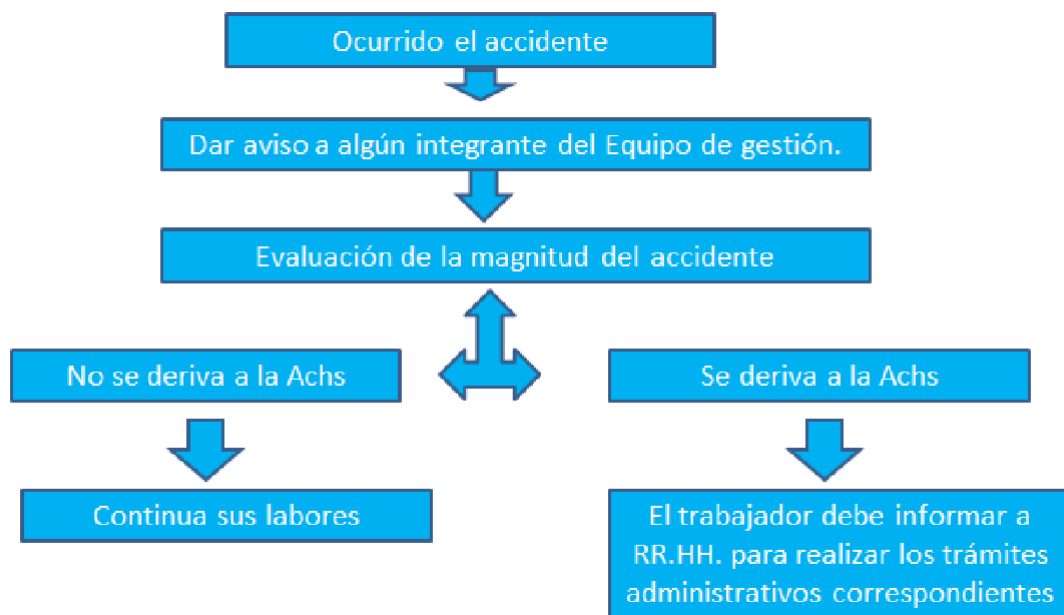 Ocurrido el accidente
Dar aviso a algún integrante del Equipo de gestión.
Evaluación de la magnitud del accidente
No se deriva a la Achs
Se deriva a la Achs
Continua sus labores
El trabajador debe informar a
RR.HH. para realizar los trámites
administrativos correspondientes